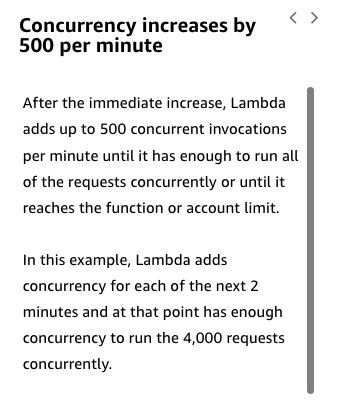 Concurrency increases by
500 per minute
After the immediate increase, Lambda
adds up to 500 concurrent invocations
per minute until it has enough to run all
of the requests concurrently or until it
reaches the function or account limit.
In this example, Lambda adds
concurrency for each of the next 2
minutes and at that point has enough
concurrency to run the 4,000 requests
concurrently.